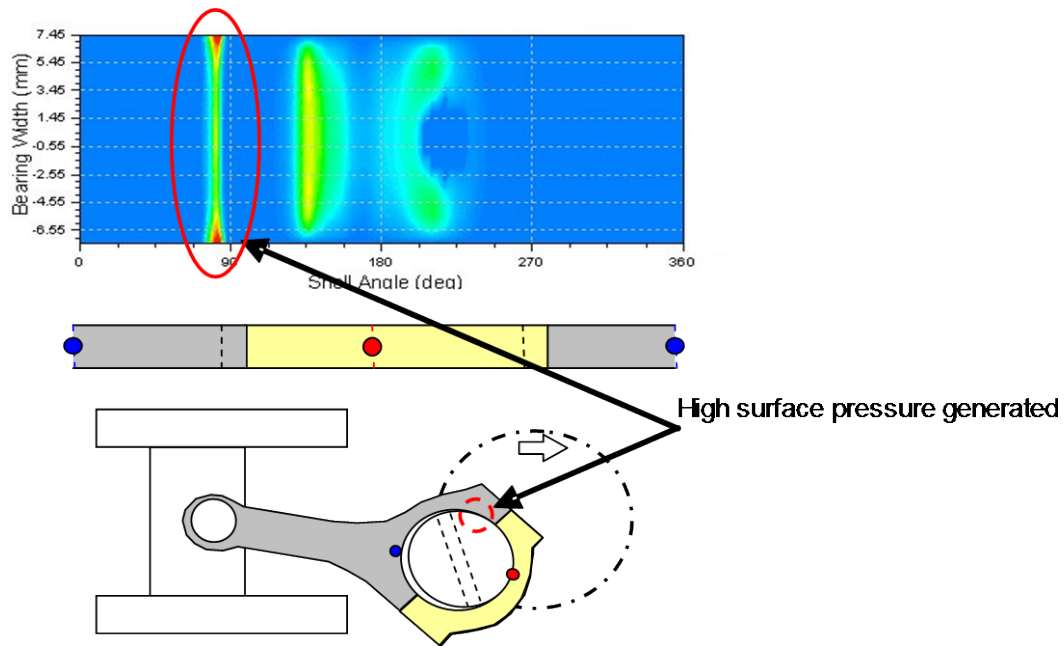 Bearing Width (mm)
7.45
5.45
3.45
1.45
-0.55
-2.55
-4.55
-6.55
0 90 180 270 360
Shell Angle (deg)
High surface pressure generated